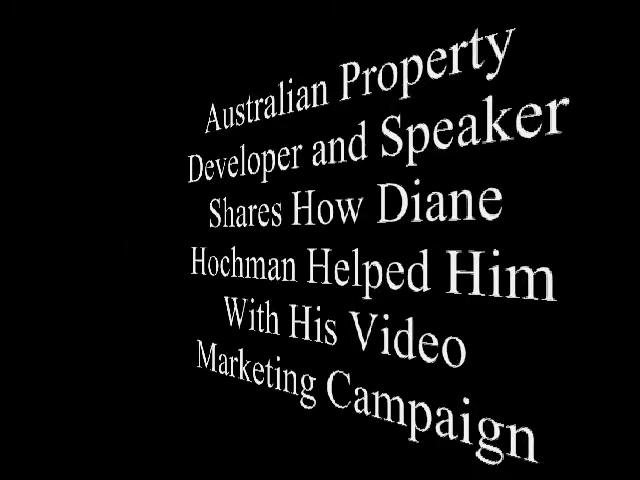 Australian Property
Developer and Speaker
Shares How Diane
Hochman Helped Him
With His Video
Marketing Campaign